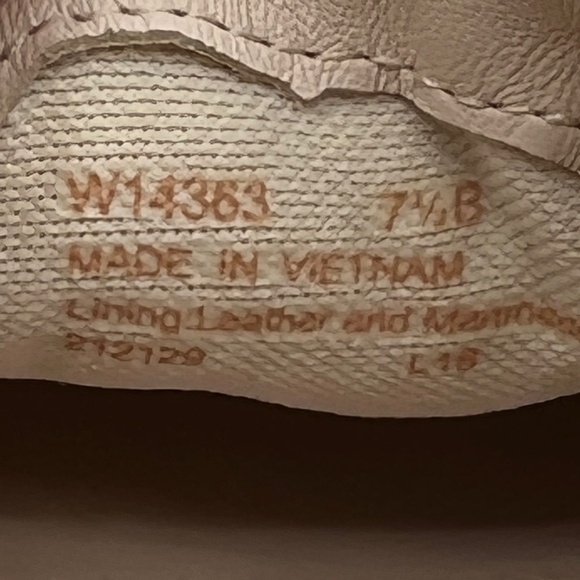 W14363 7½B
MADE IN VIETNAM
Lining Leather and
212129 L16